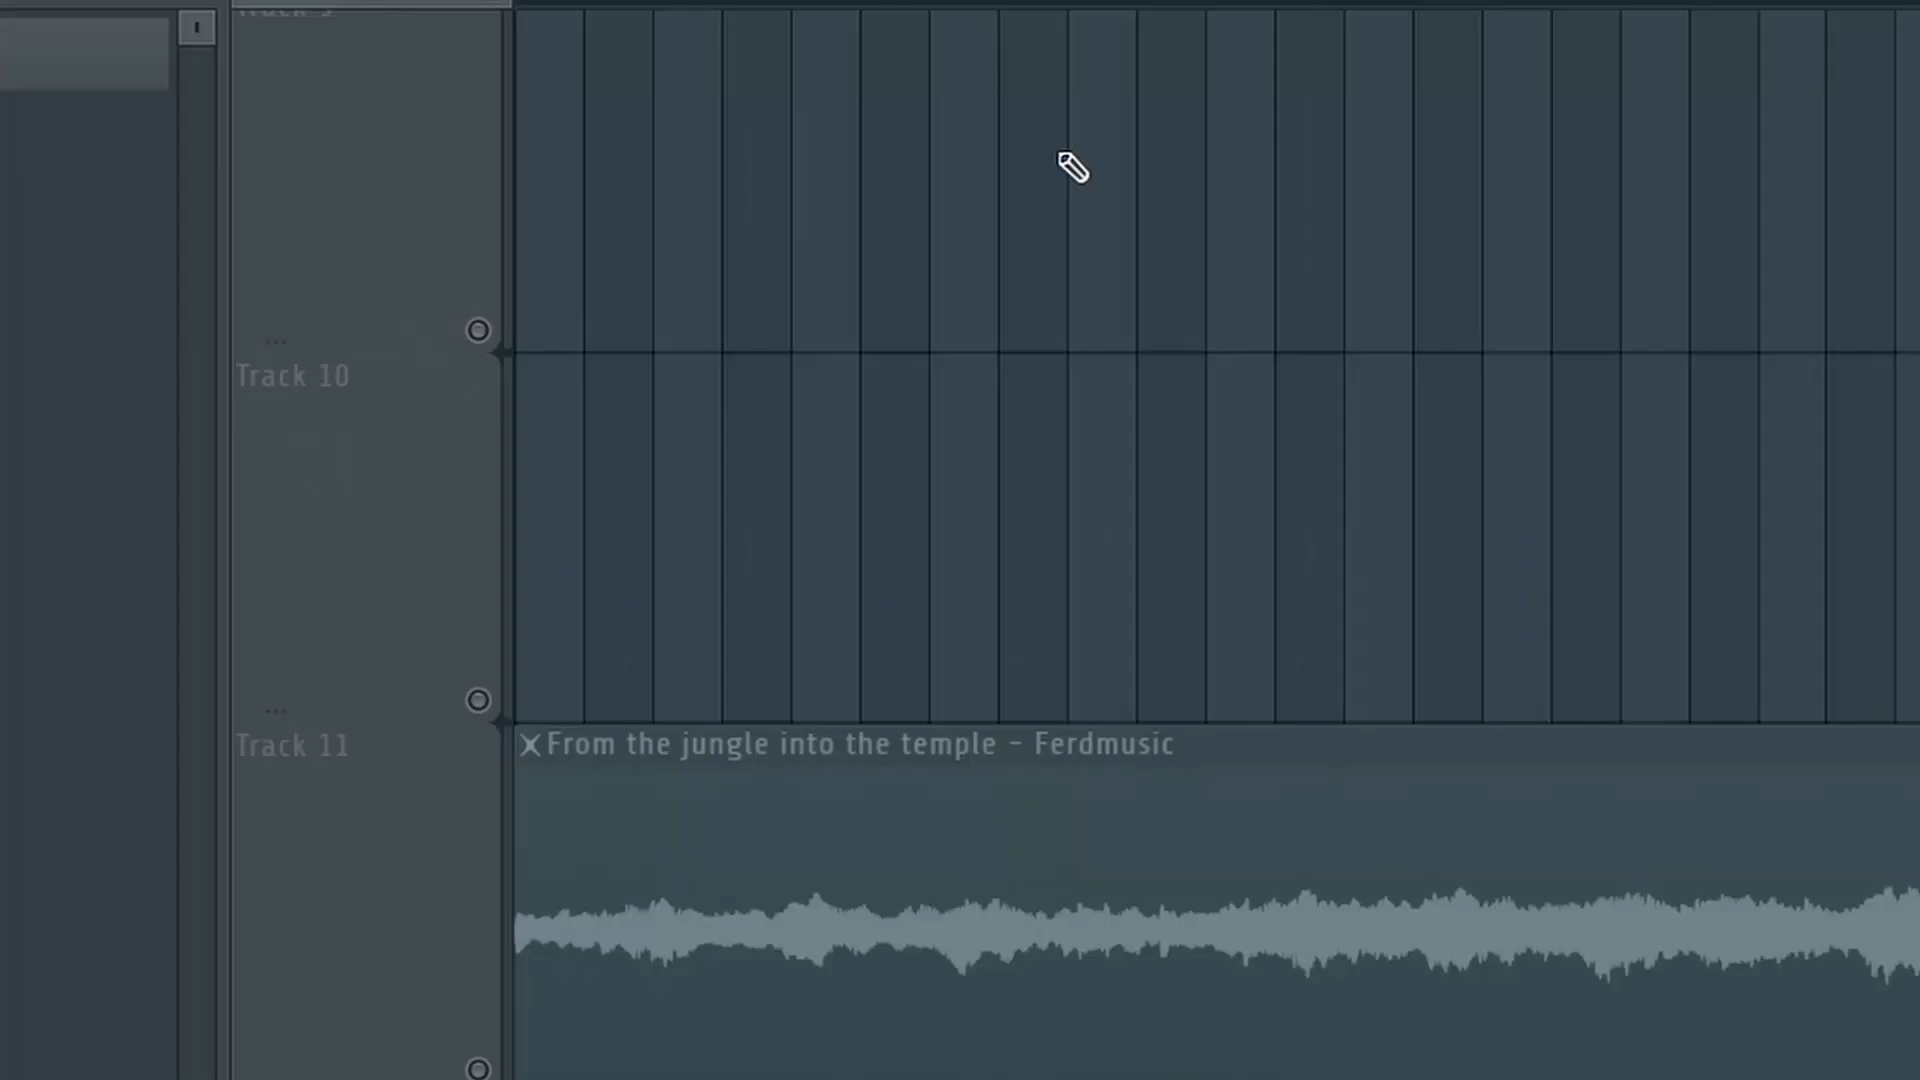 Track 10
Track 11
From the jungle into the temple - Ferdmusic